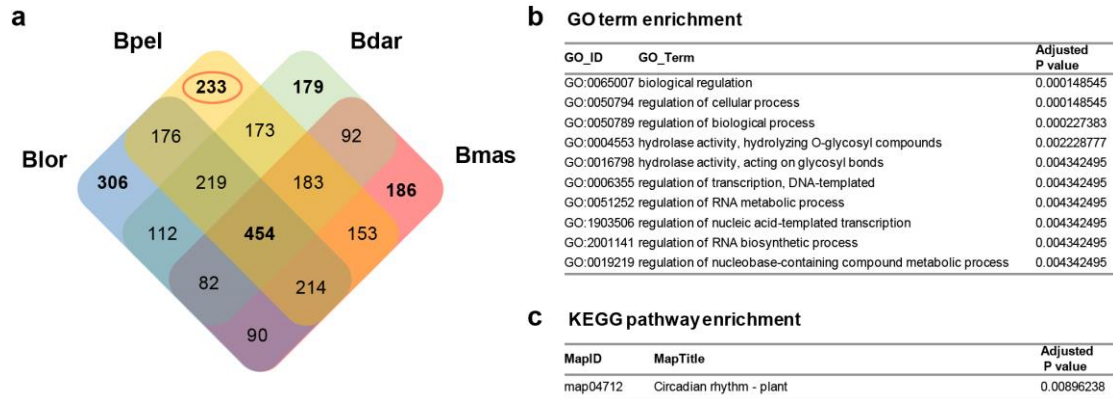 a
Bpel
Bdar
233
179
176
173
92
Blor
Bmas
306
219
183
186
112
454
153
82
214
90
b GO term enrichment
GO_ID GO_Term Adjusted P value
GO:0065007 biological regulation 0.000148545
GO:0050794 regulation of cellular process 0.000148545
GO:0050789 regulation of biological process 0.000227383
GO:0004553 hydrolase activity, hydrolyzing O-glycosyl compounds 0.002228777
GO:0016798 hydrolase activity, acting on glycosyl bonds 0.004342495
GO:0006355 regulation of transcription, DNA-templated 0.004342495
GO:0051252 regulation of RNA metabolic process 0.004342495
GO:1903506 regulation of nucleic acid-templated transcription 0.004342495
GO:2001141 regulation of RNA biosynthetic process 0.004342495
GO:0019219 regulation of nucleobase-containing compound metabolic process 0.004342495
c KEGG pathway enrichment
MapID MapTitle Adjusted P value
map04712 Circadian rhythm - plant 0.00896238